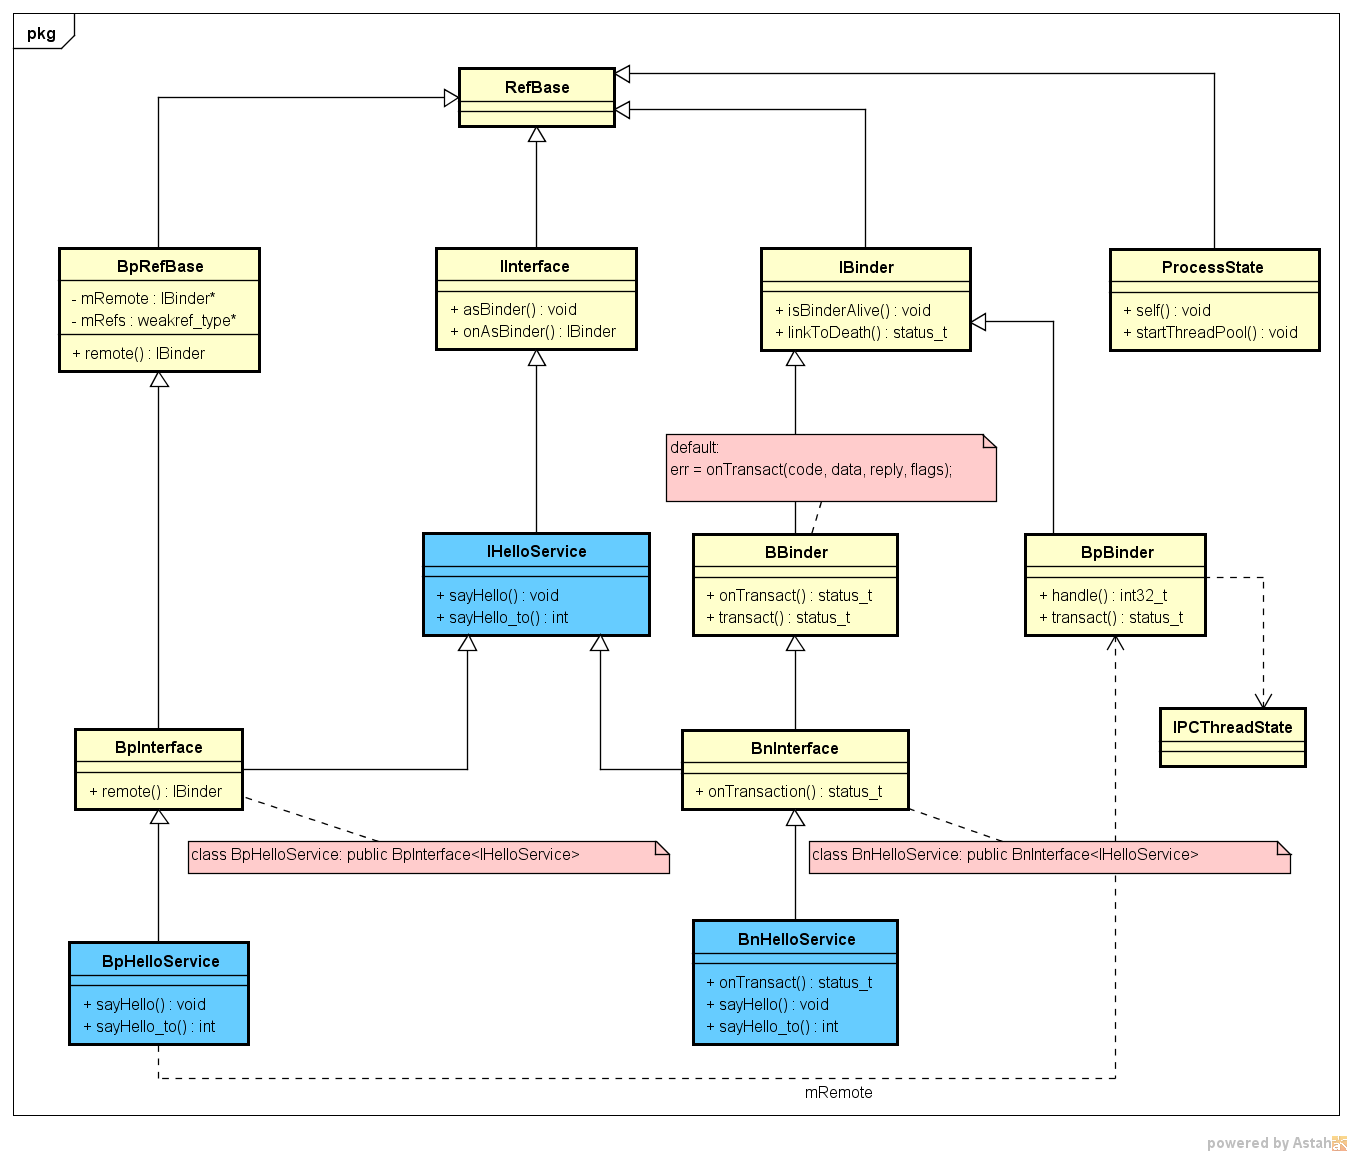 pkg
RefBase
BpRefBase
- mRemote : IBinder*
- mRefs : weakref_type*
+ remote() : IBinder
IInterface
+ asBinder() : void
+ onAsBinder() : IBinder
IBinder
+ isBinderAlive() : void
+ linkToDeath() : status_t
ProcessState
+ self() : void
+ startThreadPool() : void
default:
err = onTransact(code, data, reply, flags);
IHelloService
+ sayHello() : void
+ sayHello_to() : int
BBinder
+ onTransact() : status_t
+ transact() : status_t
BpBinder
+ handle() : int32_t
+ transact() : status_t
IPCThreadState
BpInterface
+ remote() : IBinder
BnInterface
+ onTransaction() : status_t
class BpHelloService: public BpInterface<IHelloService>
class BnHelloService: public BnInterface<IHelloService>
BpHelloService
+ sayHello() : void
+ sayHello_to() : int
BnHelloService
+ onTransact() : status_t
+ sayHello() : void
+ sayHello_to() : int
mRemote
powered by Astah